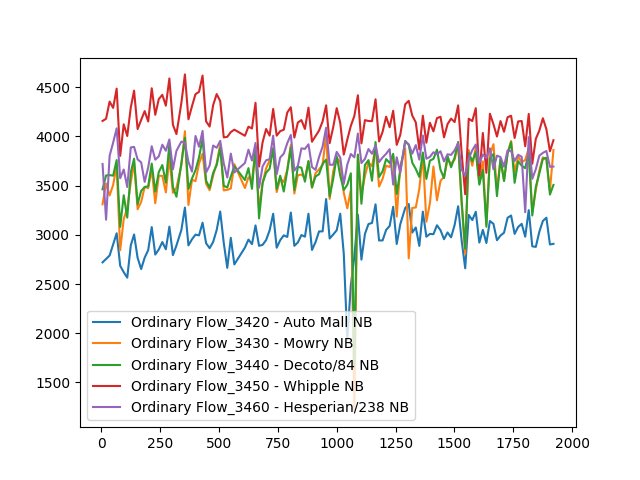 4500
4000
3500
3000
2500
2000
1500
Ordinary Flow_3420 - Auto Mall NB
Ordinary Flow_3430 - Mowry NB
Ordinary Flow_3440 - Decoto/84 NB
Ordinary Flow_3450 - Whipple NB
Ordinary Flow_3460 - Hesperian/238 NB
0 250 500 750 1000 1250 1500 1750 2000